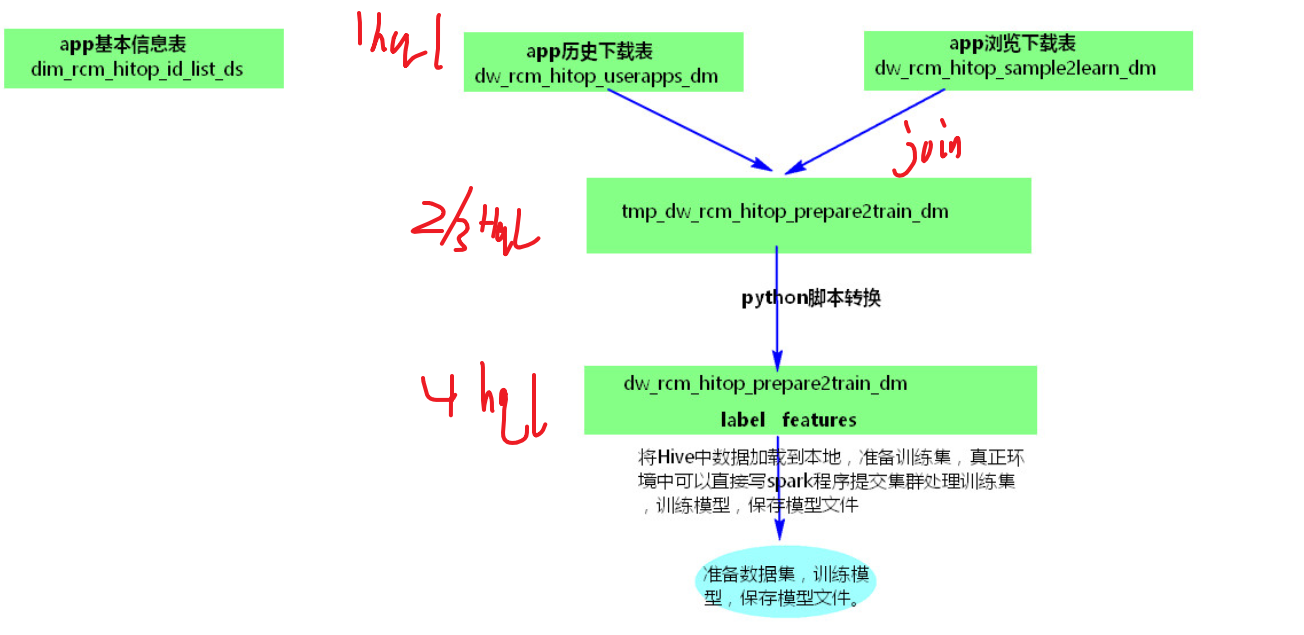 app基本信息表
dim_rcm_hitop_id_list_ds
1hql
app历史下载表
dw_rcm_hitop_userapps_dm
app浏览下载表
dw_rcm_hitop_sample2learn_dm
join
2/3 Hql
tmp_dw_rcm_hitop_prepare2train_dm
python脚本转换
4 hql
dw_rcm_hitop_prepare2train_dm
label features
将Hive中数据加载到本地，准备训练集，真正环
境中可以直接写spark程序提交集群处理训练集
，训练模型，保存模型文件
准备数据集，训练模
型，保存模型文件。